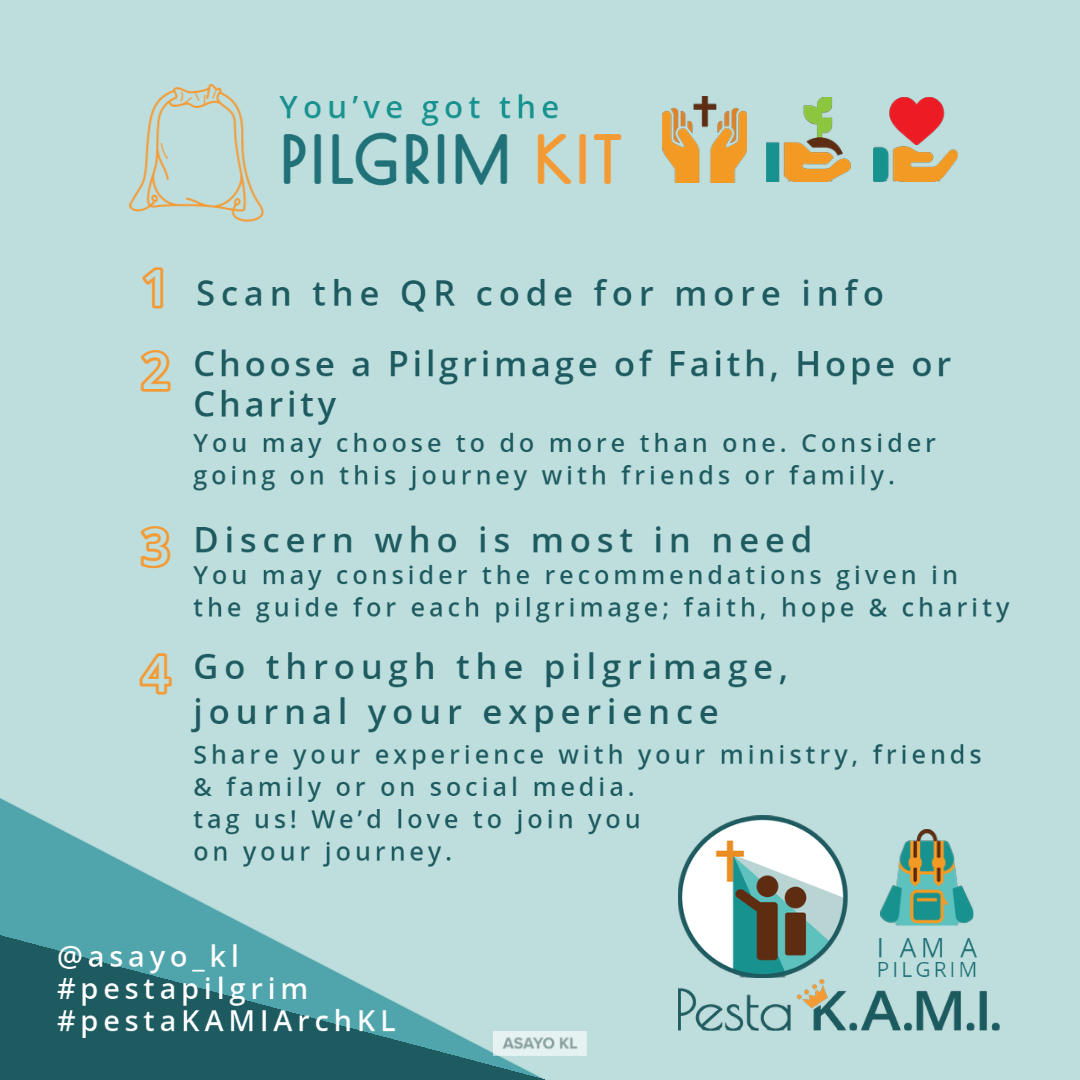 You've got the
PILGRIM KIT
1 Scan the QR code for more info
2 Choose a Pilgrimage of Faith, Hope or
Charity
You may choose to do more than one. Consider
going on this journey with friends or family.
3 Discern who is most in need
You may consider the recommendations given in
the guide for each pilgrimage; faith, hope & charity
4 Go through the pilgrimage,
journal your experience
Share your experience with your ministry, friends
& family or on social media.
tag us! We'd love to join you
on your journey.
@asayo_kl
#pestapilgrim
#pestaKAMIArchKL
I AM A
PILGRIM
Pesta K.A.M.I.
ASAYO KL